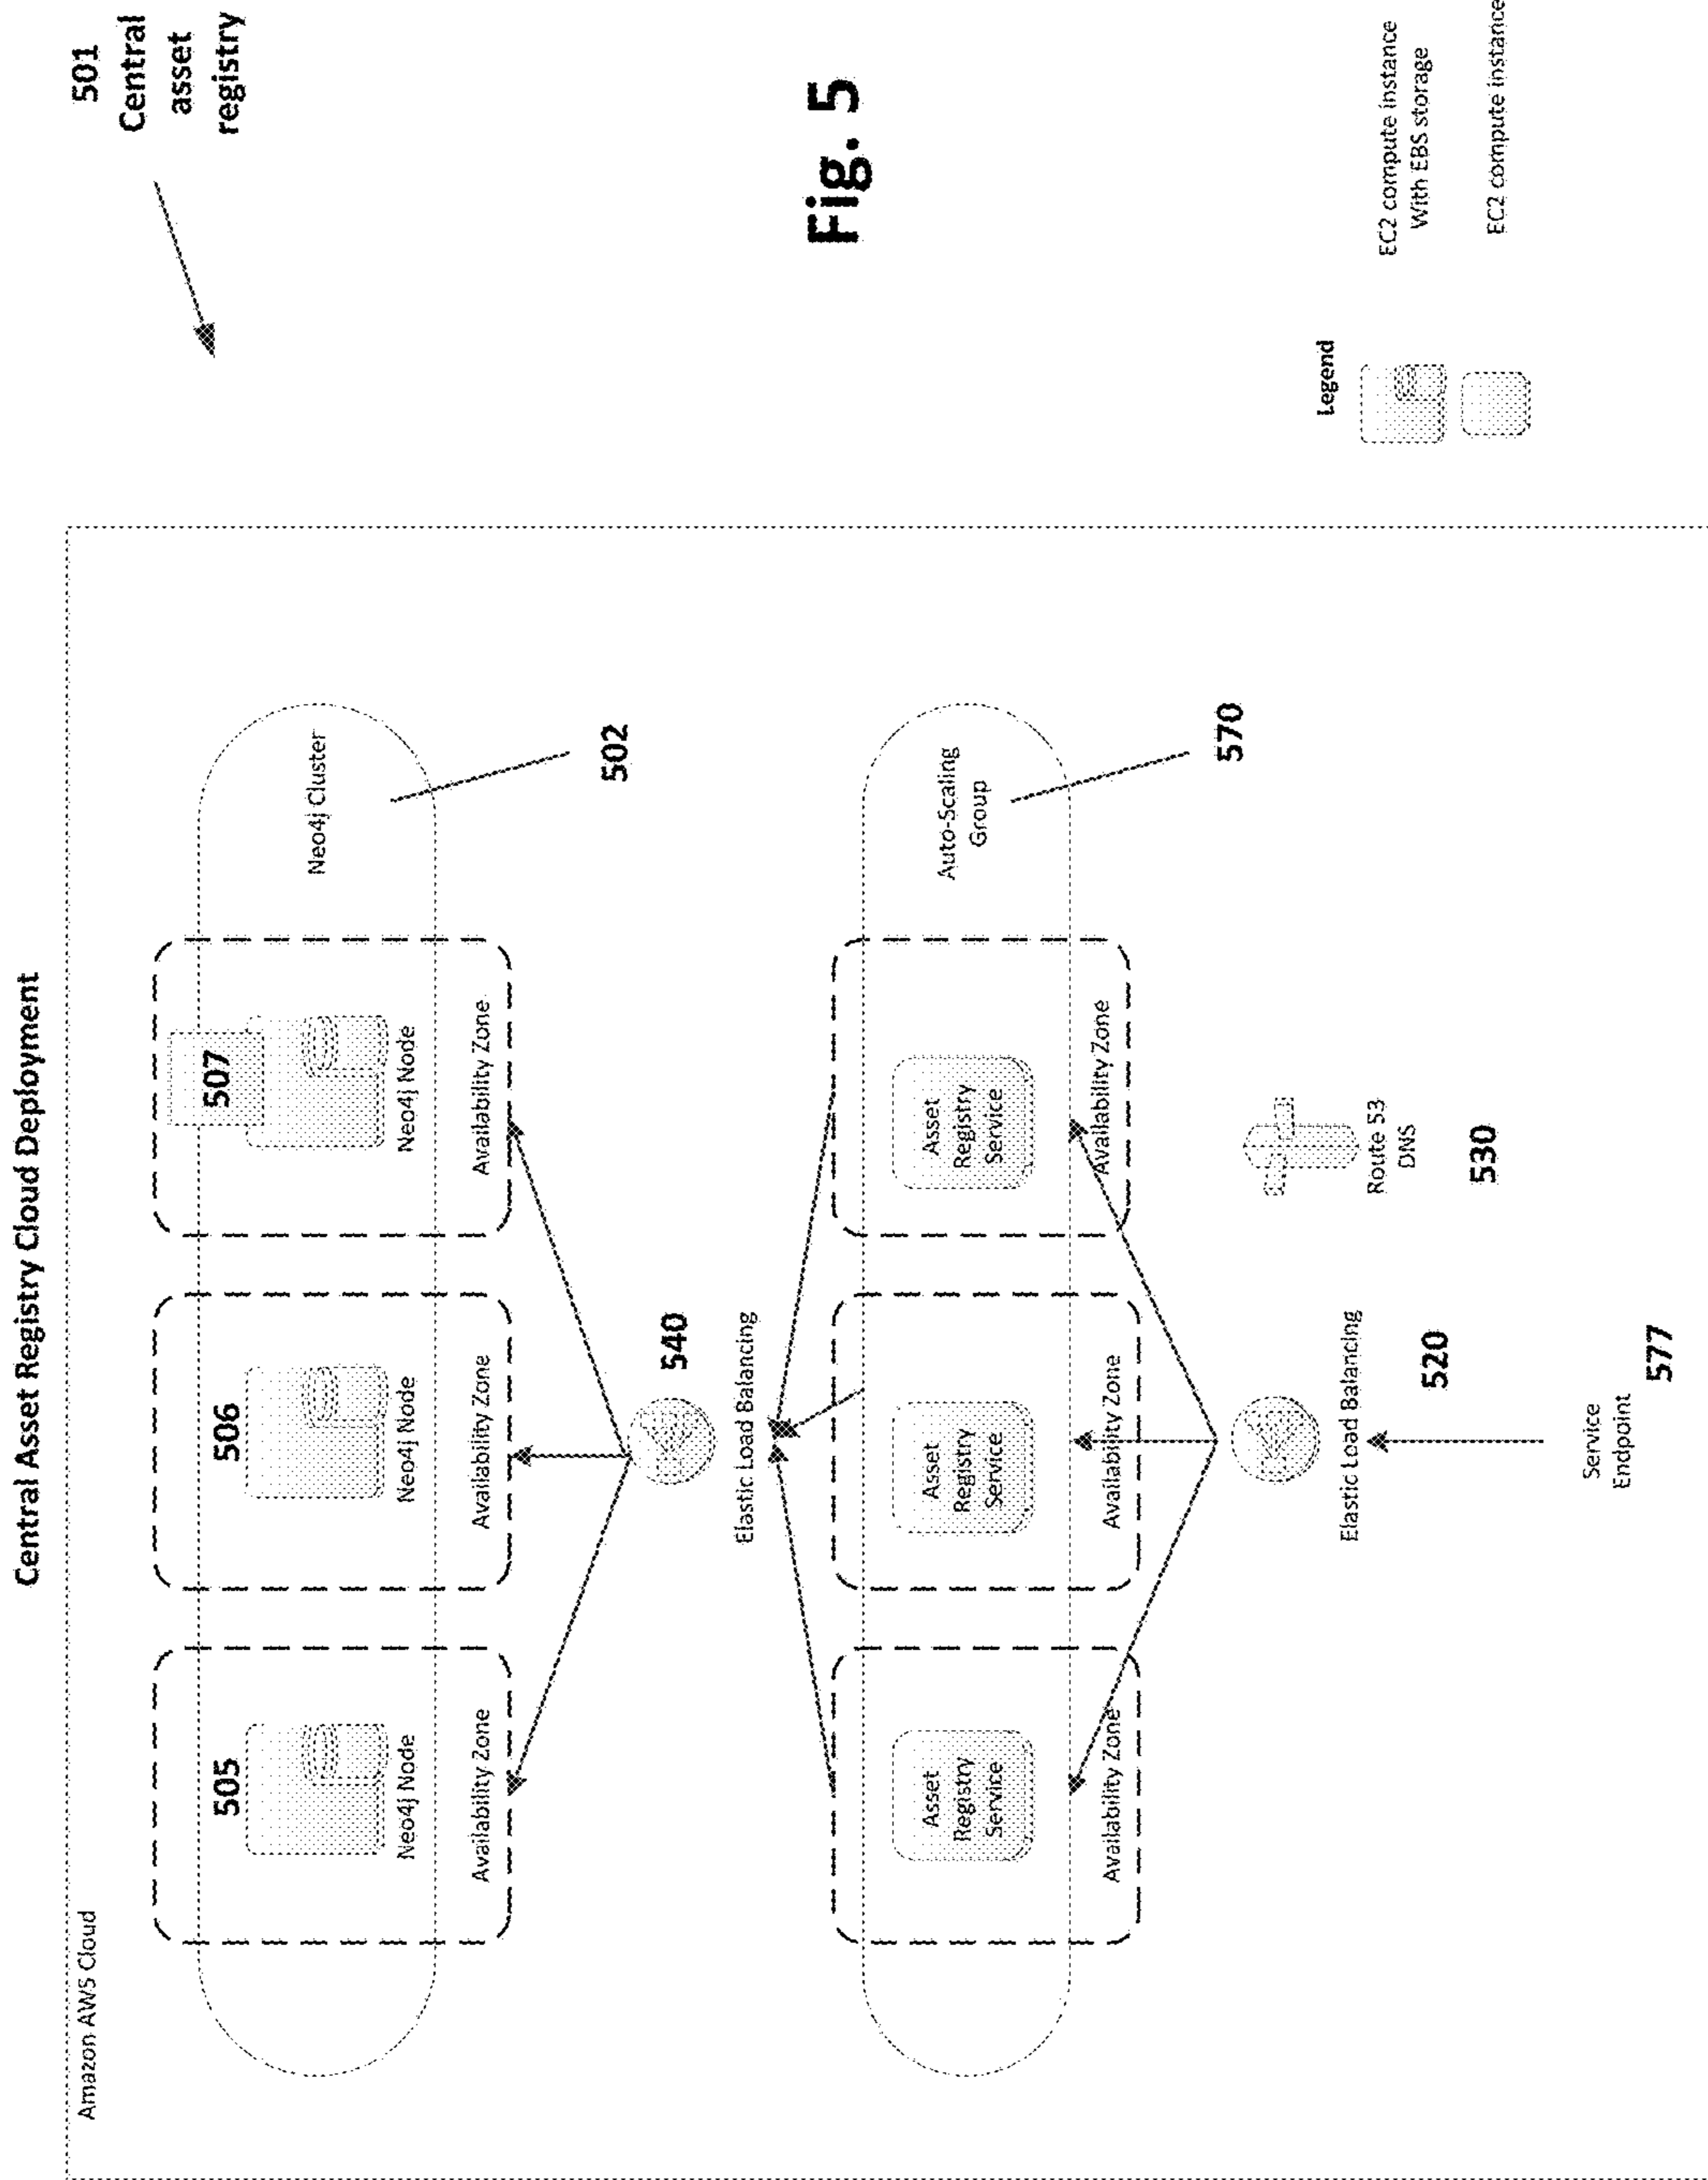 Central Asset Registry Cloud Deployment
501
Central
asset
registry
Amazon AWS Cloud
505
506
507
Neo4j Node
Neo4j Node
Neo4j Node
Neo4j Cluster
Availability Zone
Availability Zone
Availability Zone
502
540
Elastic Load Balancing
Fig. 5
Asset
Registry
Service
Asset
Registry
Service
Asset
Registry
Service
Auto-Scaling
Group
Availability Zone
Availability Zone
Availability Zone
570
Elastic Load Balancing
520
Route 53
DNS
530
Service
Endpoint
577
Legend
EC2 compute instance
With EBS storage
EC2 compute instance